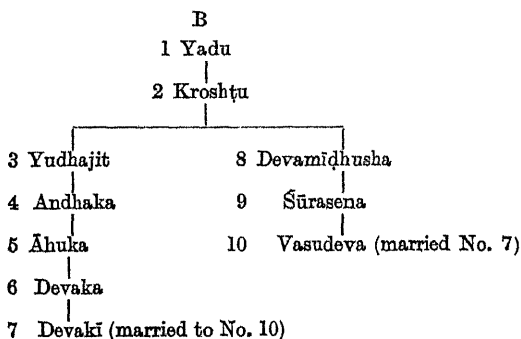 B
1 Yadu
2 Kroshṭu
3 Yudhajit 8 Devamīḍhusha
4 Andhaka 9 Śūrasena
5 Āhuka 10 Vasudeva (married No. 7)
6 Devaka
7 Devakī (married to No. 10)